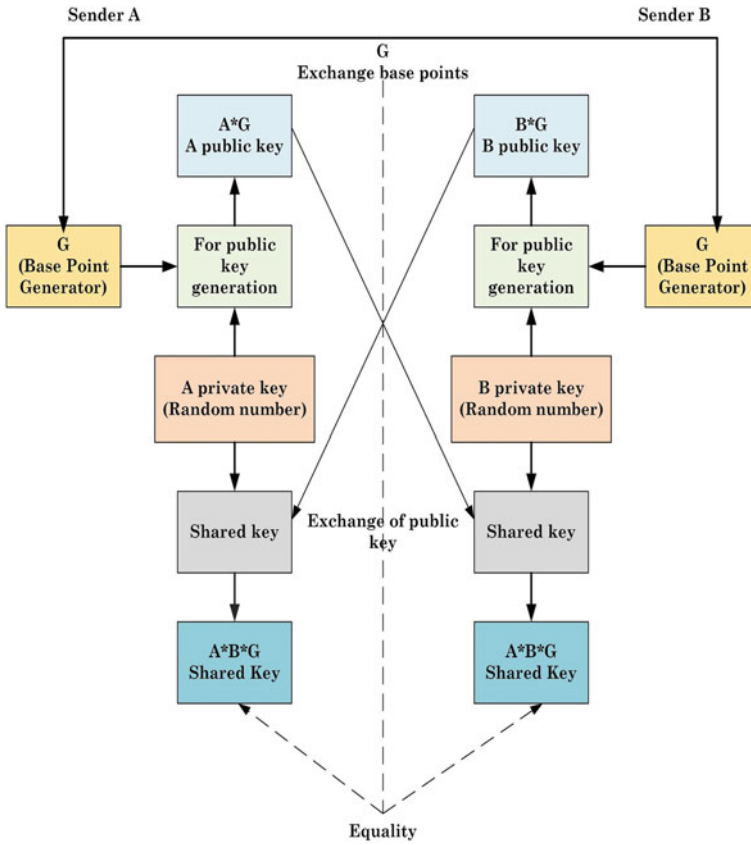 Sender A
Sender B
G
Exchange base points
A*G
A public key
B*G
B public key
G
(Base Point
Generator)
For public
key
generation
For public
key
generation
G
(Base Point
Generator)
A private key
(Random number)
B private key
(Random number)
Shared key
Exchange of public
key
Shared key
A*B*G
Shared Key
A*B*G
Shared Key
Equality